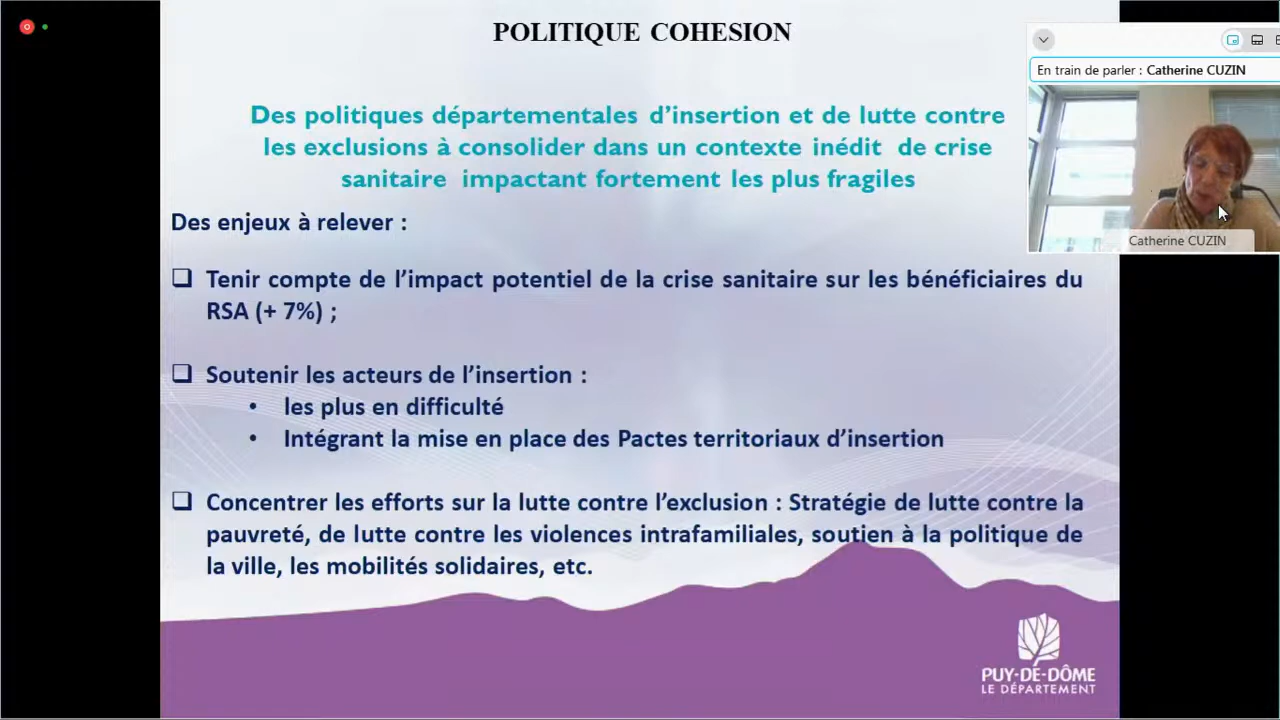 POLITIQUE COHESION
En train de parler : Catherine CUZIN
Catherine CUZIN
Des politiques départementales d'insertion et de lutte contre
les exclusions à consolider dans un contexte inédit de crise
sanitaire impactant fortement les plus fragiles
Des enjeux à relever :
❑ Tenir compte de l'impact potentiel de la crise sanitaire sur les bénéficiaires du
RSA (+ 7%) ;
❑ Soutenir les acteurs de l'insertion :
• les plus en difficulté
• Intégrant la mise en place des Pactes territoriaux d'insertion
❑ Concentrer les efforts sur la lutte contre l'exclusion : Stratégie de lutte contre la
pauvreté, de lutte contre les violences intrafamiliales, soutien à la politique de
la ville, les mobilités solidaires, etc.
PUY-DE-DÔME
LE DÉPARTEMENT